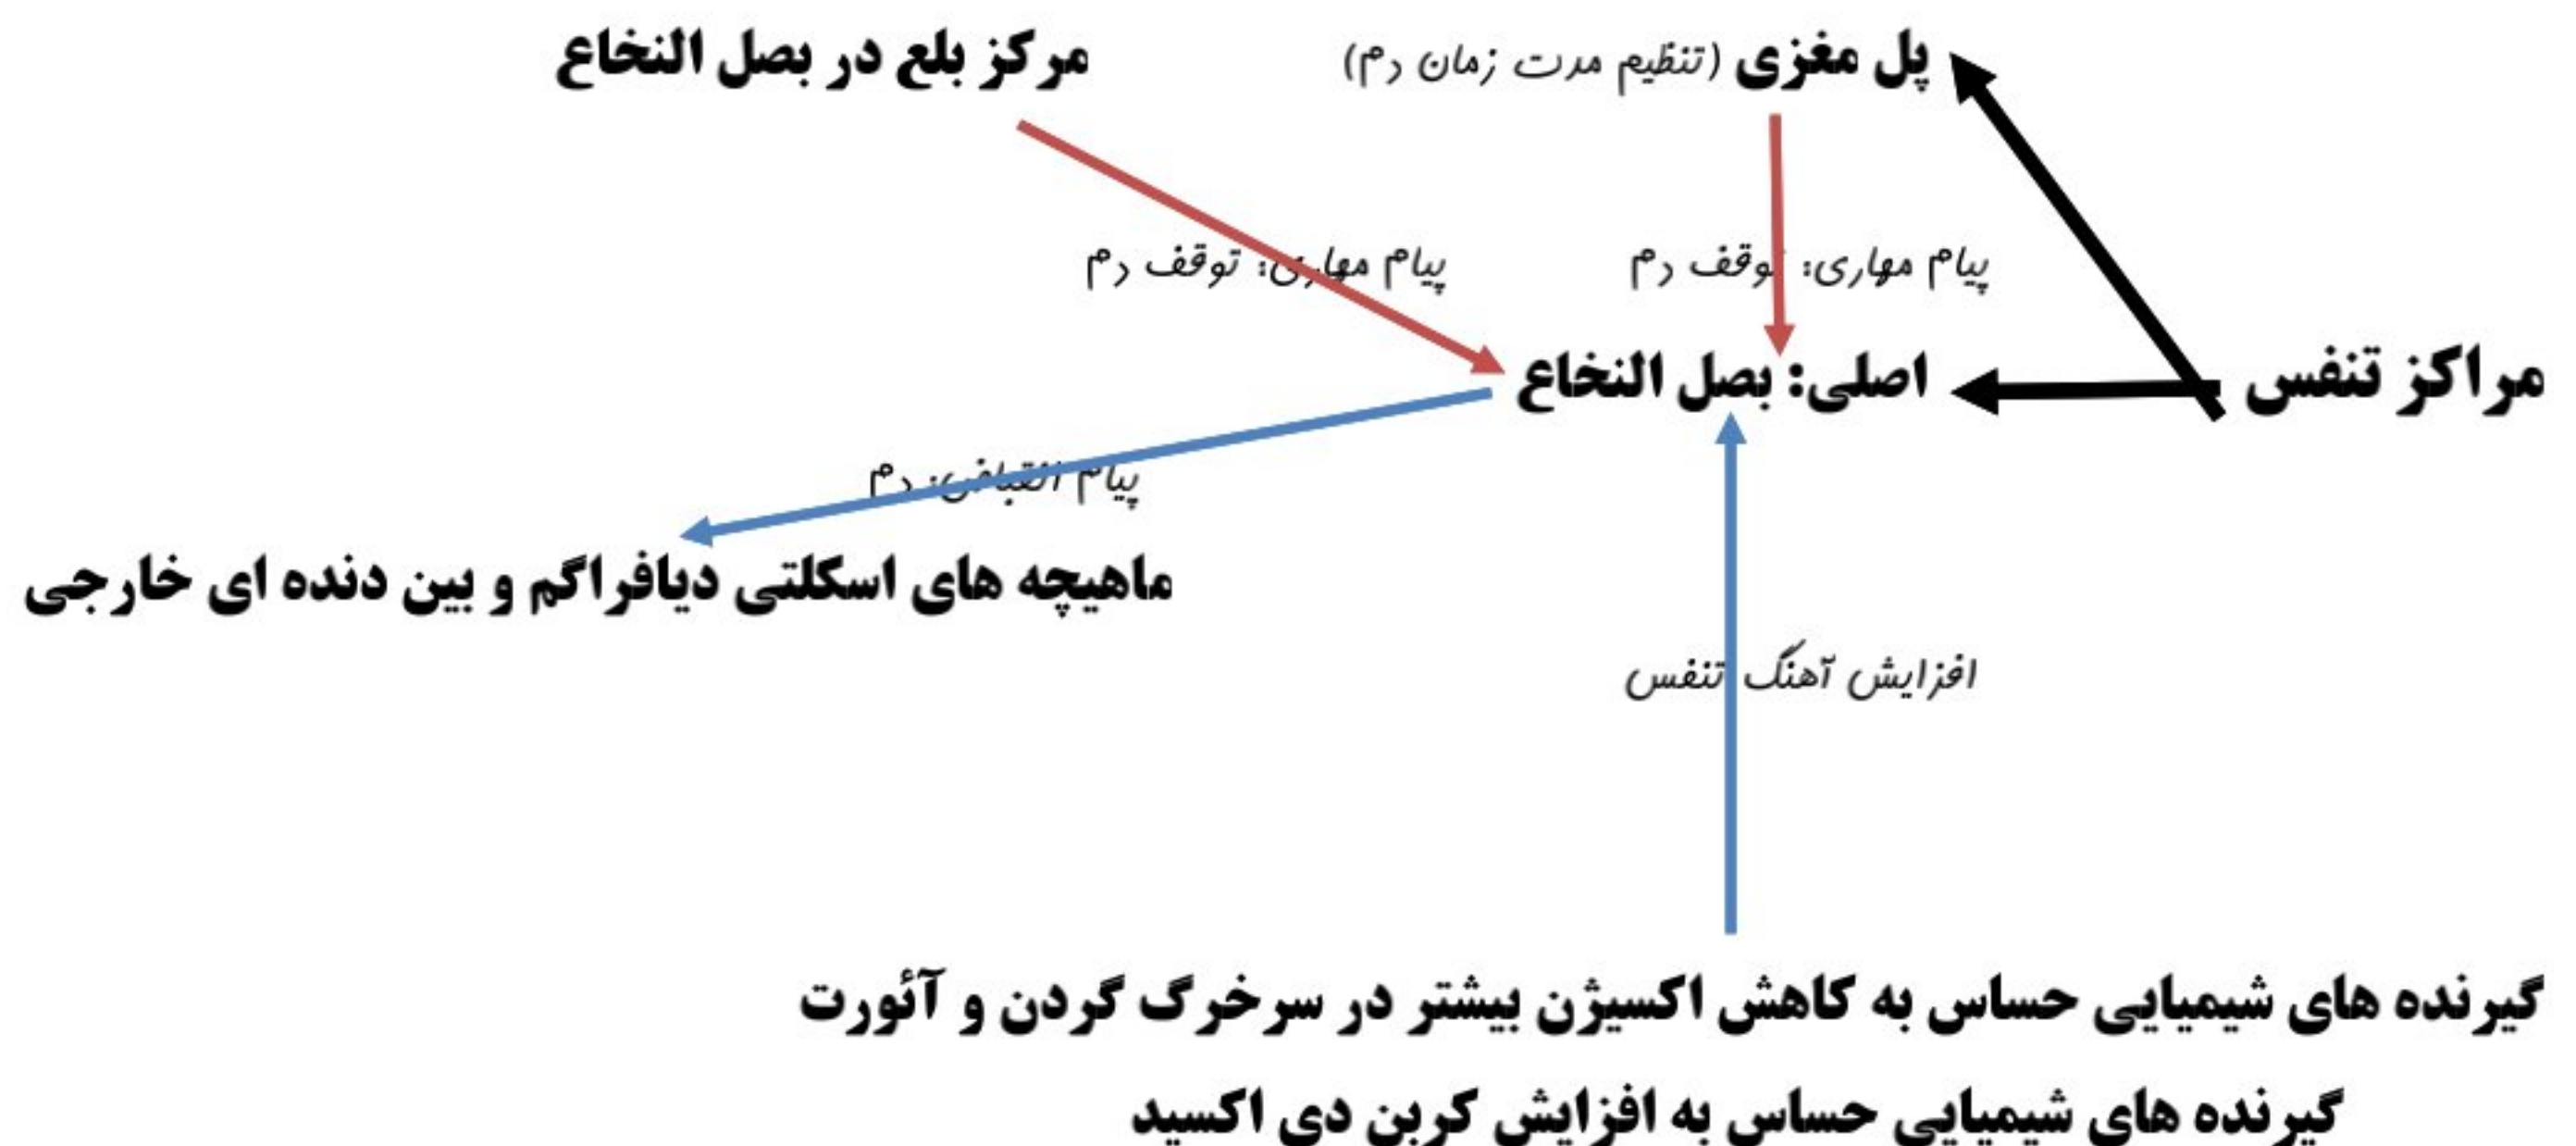 پل مغزی (تنظیم مدت زمان دم)
مرکز بلع در بصل النخاع
پیام مهاری: توقف دم
پیام مهاری: توقف دم
مراکز تنفس
اصلی: بصل النخاع
پیام انقباض: دم
ماهیچه های اسکلتی دیافراگم و بین دنده ای خارجی
افزایش آهنگ تنفس
گیرنده های شیمیایی حساس به کاهش اکسیژن بیشتر در سرخرگ گردن و آئورت
گیرنده های شیمیایی حساس به افزایش کربن دی اکسید